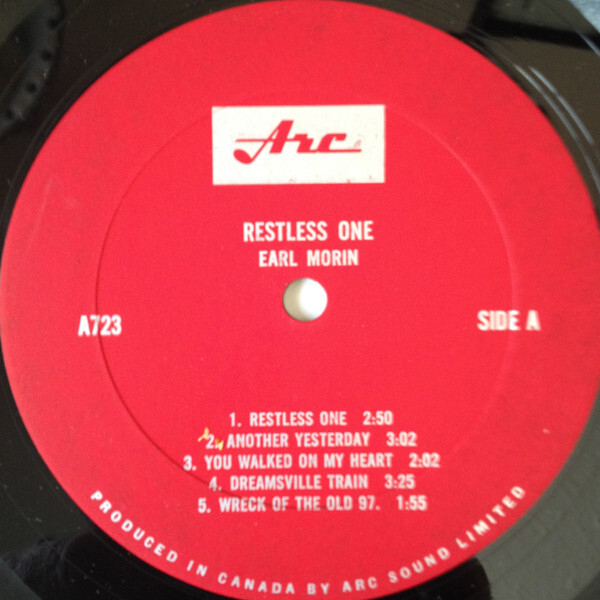 Arc
RESTLESS ONE
EARL MORIN
A723
SIDE A
1. RESTLESS ONE 2:50
2. ANOTHER YESTERDAY 3:02
3. YOU WALKED ON MY HEART 2:02
4. DREAMSVILLE TRAIN 3:25
5. WRECK OF THE OLD 97. 1:55
PRODUCED IN CANADA BY ARC SOUND LIMITED